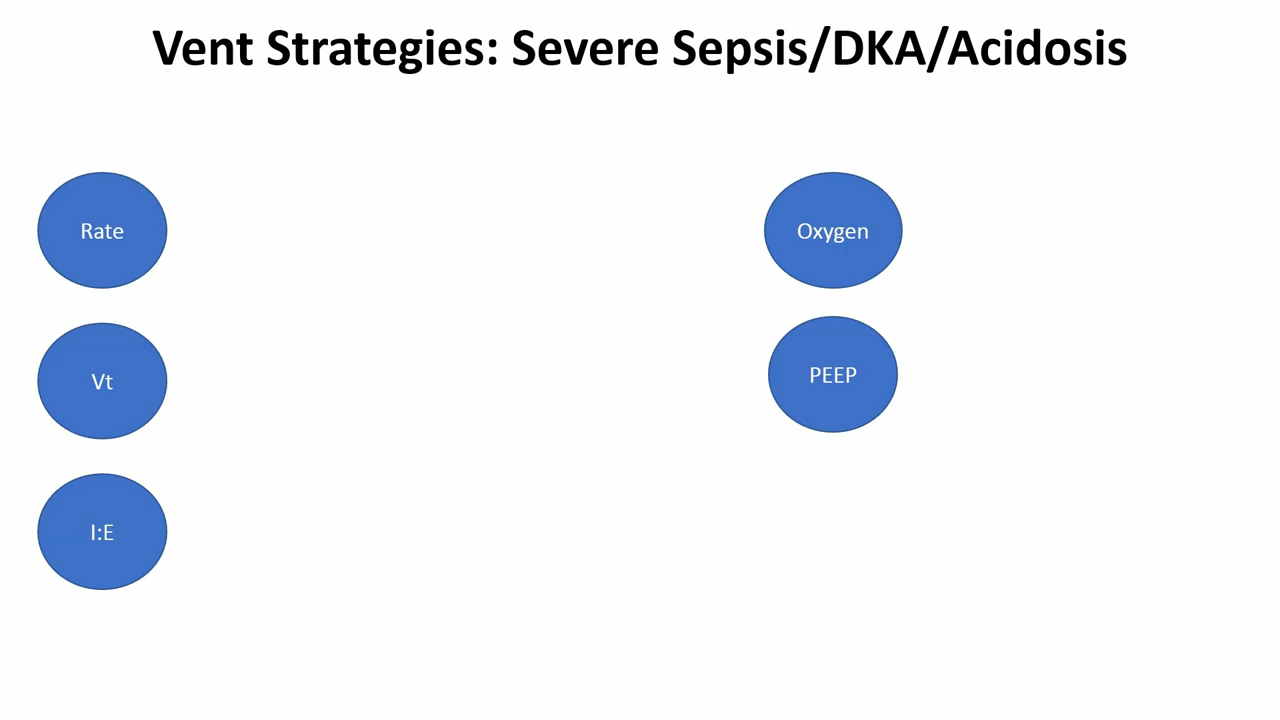 Vent Strategies: Severe Sepsis/DKA/Acidosis
Rate
Oxygen
Vt
PEEP
I:E